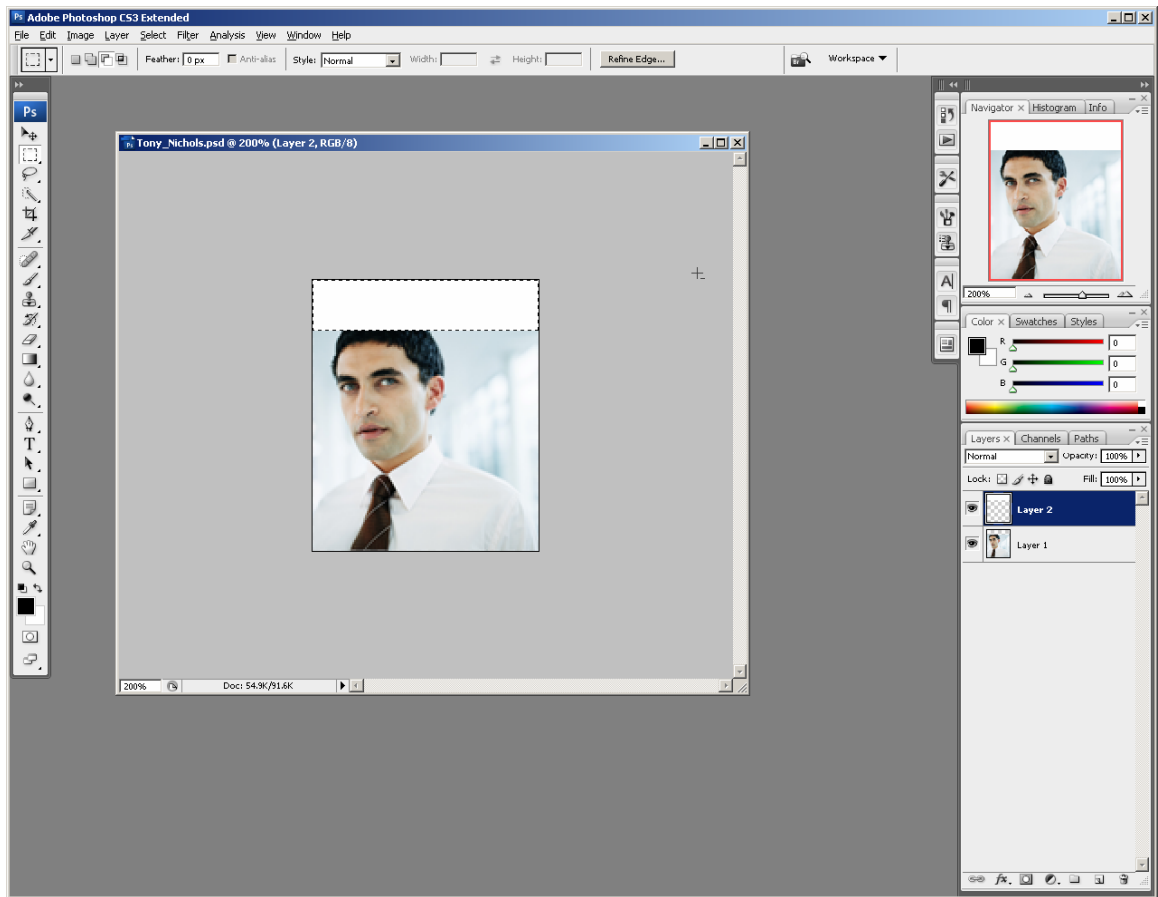 Ps Adobe Photoshop CS3 Extended
File Edit Image Layer Select Filter Analysis View Window Help
Feather: 0 px Anti-alias Style: Normal Width: Height: Refine Edge... Workspace
Ps
Navigator × Histogram Info
Tony_Nichols.psd @ 200% (Layer 2, RGB/8)
200%
Color × Swatches Styles
R 0
G 0
B 0
Layers × Channels Paths
Normal Opacity: 100%
Lock: Fill: 100%
Layer 2
Layer 1
T
A
¶
200% Doc: 54.9K/91.6K
fx.